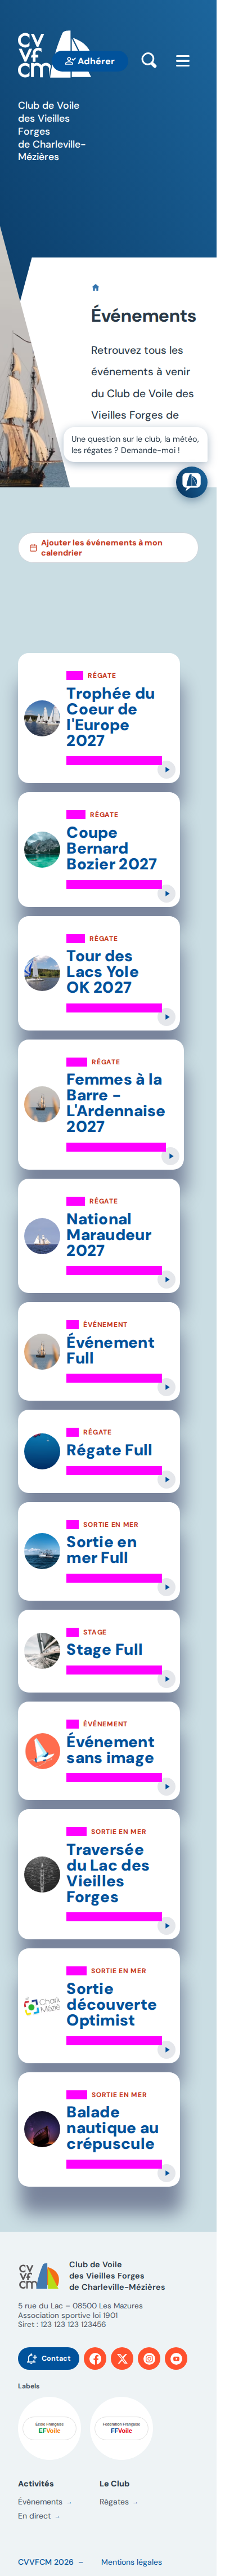 CV
VF
CM
Adhérer
Club de Voile
des Vieilles
Forges
de Charleville-
Mézières
Événements
Retrouvez tous les
événements à venir
du Club de Voile des
Vieilles Forges de
Une question sur le club, la météo,
les régates ? Demande-moi !
Ajouter les événements à mon
calendrier
RÉGATE
Trophée du
Coeur de
l'Europe
2027
RÉGATE
Coupe
Bernard
Bozier 2027
RÉGATE
Tour des
Lacs Yole
OK 2027
RÉGATE
Femmes à la
Barre -
L'Ardennaise
2027
RÉGATE
National
Maraudeur
2027
ÉVÉNEMENT
Événement
Full
RÉGATE
Régate Full
SORTIE EN MER
Sortie en
mer Full
STAGE
Stage Full
ÉVÉNEMENT
Événement
sans image
SORTIE EN MER
Traversée
du Lac des
Vieilles
Forges
SORTIE EN MER
Sortie
découverte
Optimist
SORTIE EN MER
Balade
nautique au
crépuscule
CV
VF
CM
Club de Voile
des Vieilles Forges
de Charleville-Mézières
5 rue du Lac – 08500 Les Mazures
Association sportive loi 1901
Siret : 123 123 123 123456
Contact
Labels
École Française
EFVoile
Fédération Française
FFVoile
Activités
Le Club
Événements →
Régates →
En direct →
CVVFCM 2026 –
Mentions légales